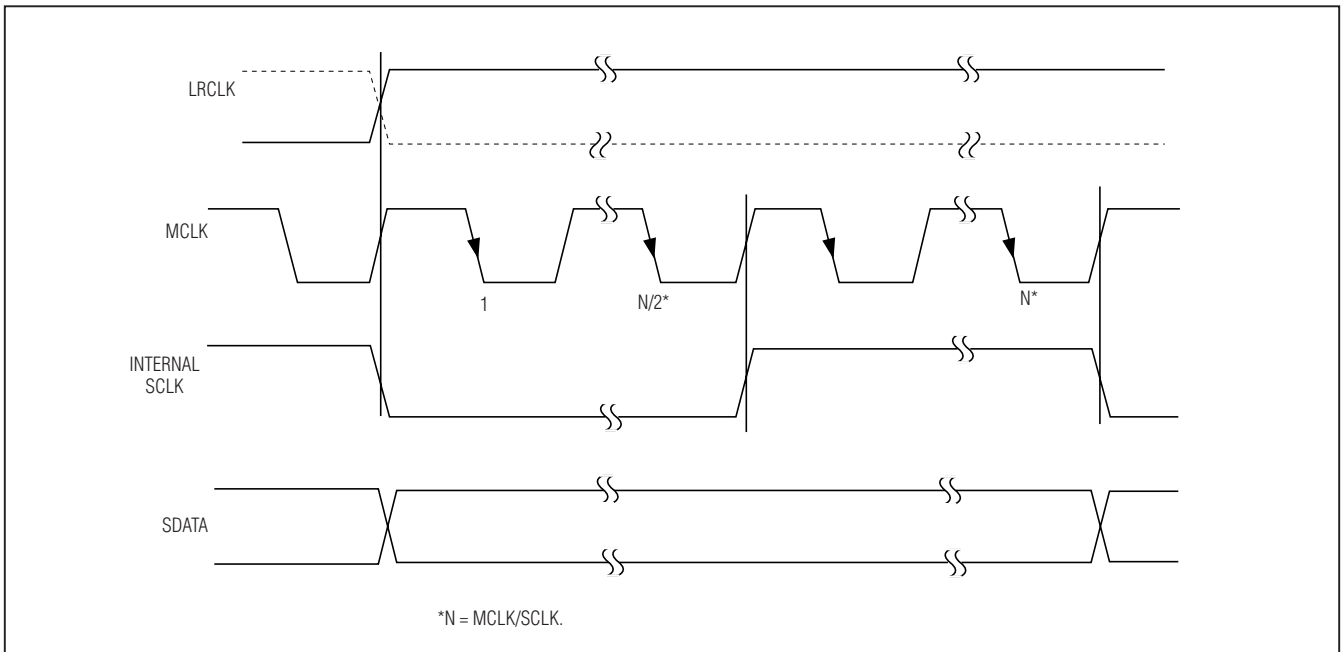 LRCLK
MCLK
1
N/2*
N*
INTERNAL
SCLK
SDATA
*N = MCLK/SCLK.